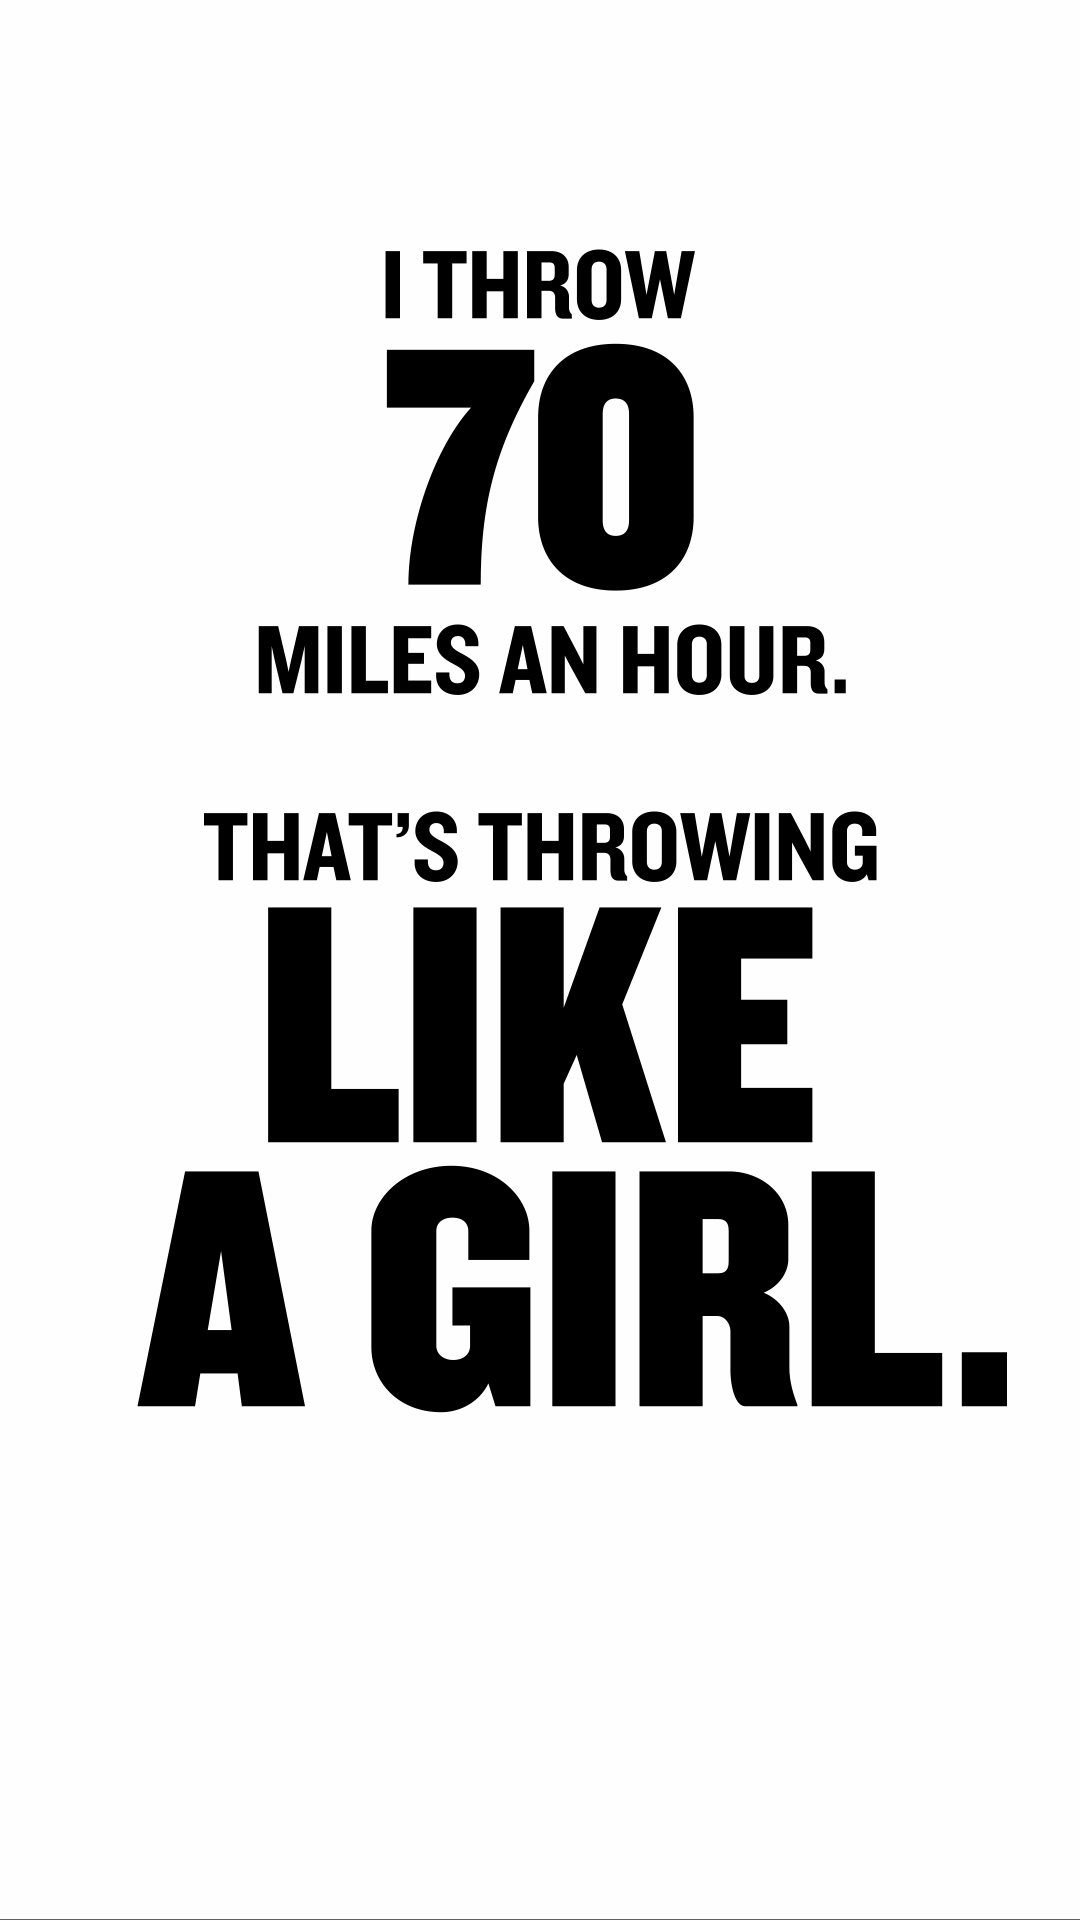 I THROW
70
MILES AN HOUR.
THAT’S THROWING
LIKE
A GIRL.